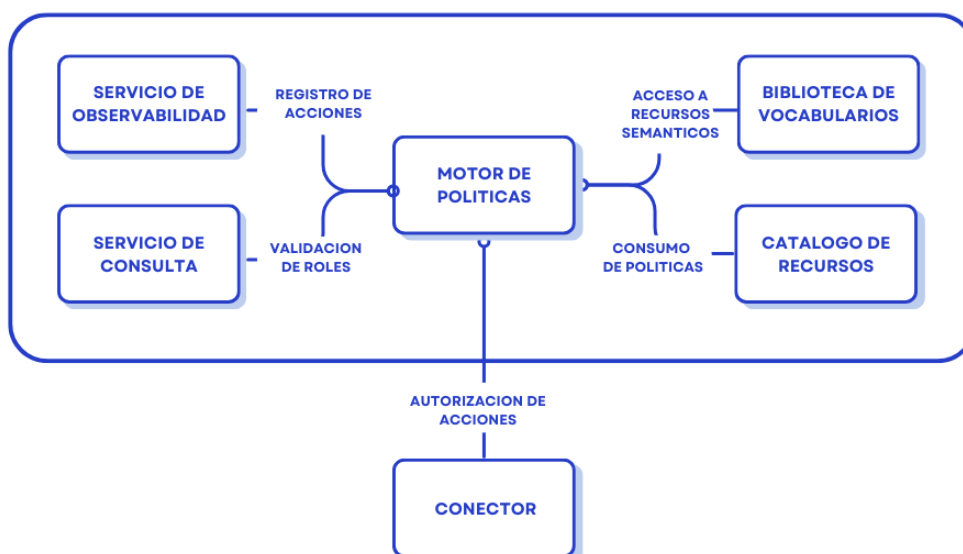 SERVICIO DE
OBSERVABILIDAD
REGISTRO DE
ACCIONES
ACCESO A
RECURSOS
SEMANTICOS
BIBLIOTECA DE
VOCABULARIOS
MOTOR DE
POLITICAS
SERVICIO DE
CONSULTA
VALIDACION
DE ROLES
CONSUMO
DE POLITICAS
CATALOGO DE
RECURSOS
AUTORIZACION DE
ACCIONES
CONECTOR